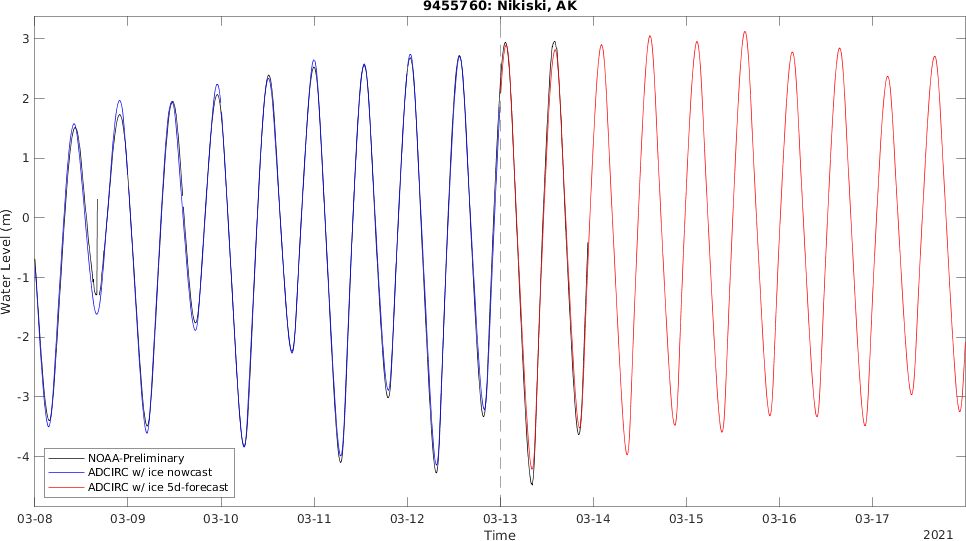 9455760: Nikiski, AK
3
2
1
0
-1
-2
-3
-4
Water Level (m)
NOAA-Preliminary
ADCIRC w/ ice nowcast
ADCIRC w/ ice 5d-forecast
03-08 03-09 03-10 03-11 03-12 03-13 03-14 03-15 03-16 03-17
Time
2021